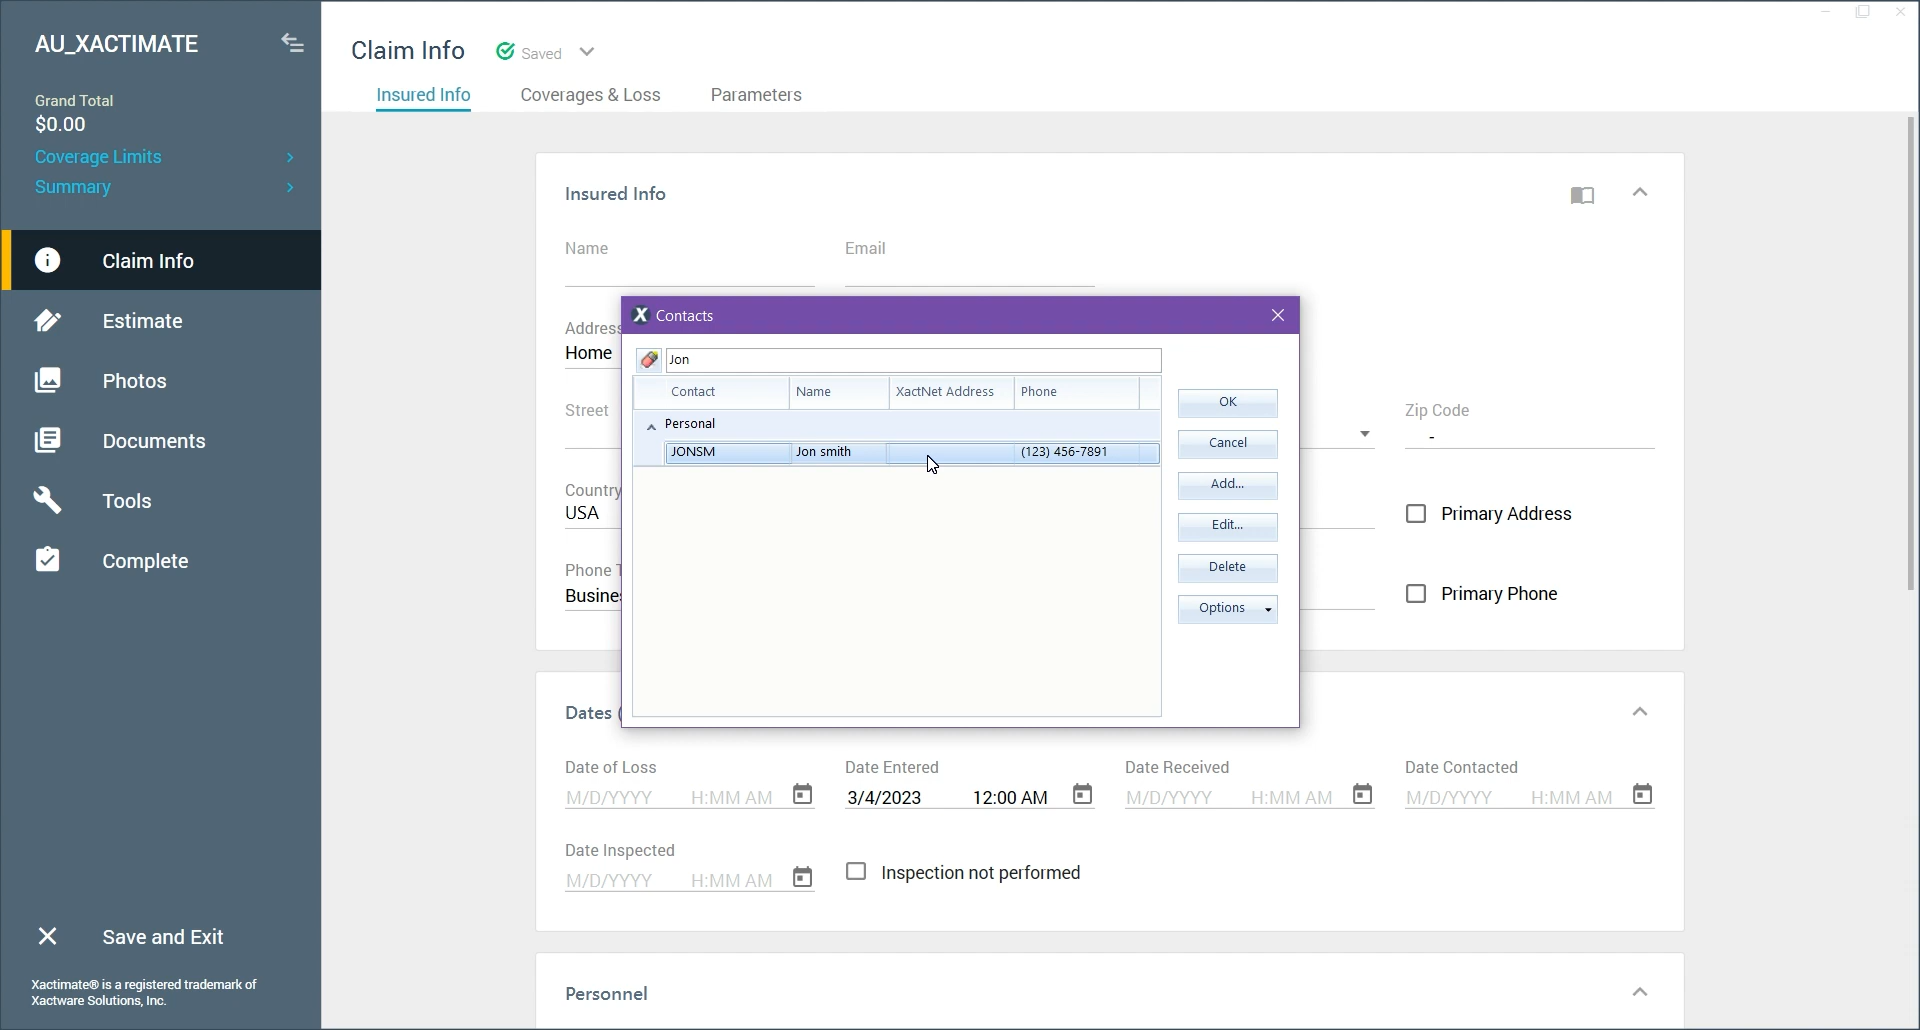 AU_XACTIMATE
Grand Total
$0.00
Coverage Limits
Summary
Claim Info
Estimate
Photos
Documents
Tools
Complete
Save and Exit
Xactimate® is a registered trademark of
Xactware Solutions, Inc.
Claim Info Saved
Insured Info Coverages & Loss Parameters
Insured Info
Name Email
Address
Home
Street Zip Code
-
Country
USA Primary Address
Phone T
Busines Primary Phone
X Contacts
Jon
Contact Name XactNet Address Phone
Personal
JONSM Jon smith (123) 456-7891
OK
Cancel
Add...
Edit...
Delete
Options
Dates (
Date of Loss Date Entered Date Received Date Contacted
M/D/YYYY H:MM AM 3/4/2023 12:00 AM M/D/YYYY H:MM AM M/D/YYYY H:MM AM
Date Inspected
M/D/YYYY H:MM AM Inspection not performed
Personnel